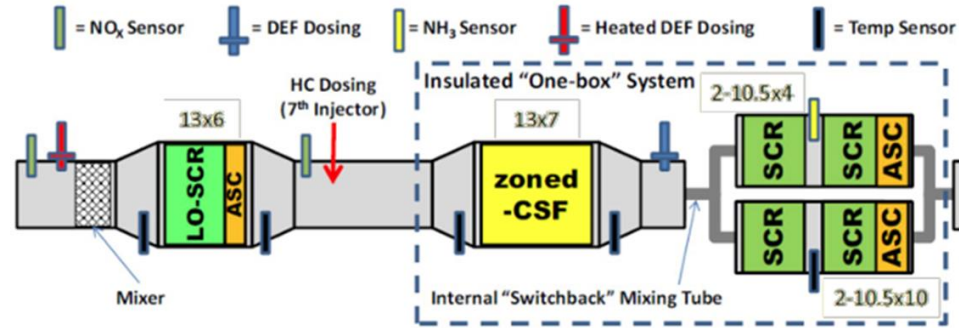 = NOX Sensor
= DEF Dosing
= NH3 Sensor
= Heated DEF Dosing
= Temp Sensor
HC Dosing
(7th Injector)
Insulated "One-box" System
13x6
13x7
2-10.5x4
LO-SCR
ASC
zoned
-CSF
SCR
SCR
ASC
SCR
SCR
ASC
Mixer
Internal "Switchback" Mixing Tube
2-10.5x10